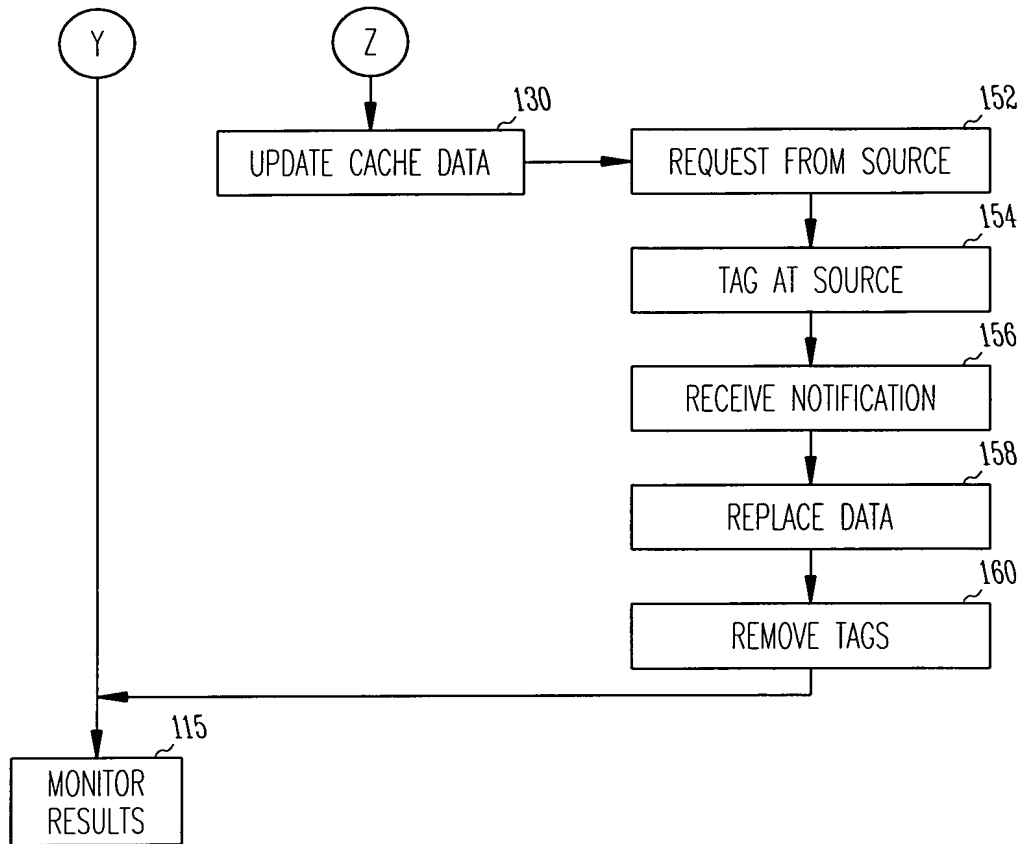 Y
Z
130
UPDATE CACHE DATA
152
REQUEST FROM SOURCE
154
TAG AT SOURCE
156
RECEIVE NOTIFICATION
158
REPLACE DATA
160
REMOVE TAGS
115
MONITOR
RESULTS